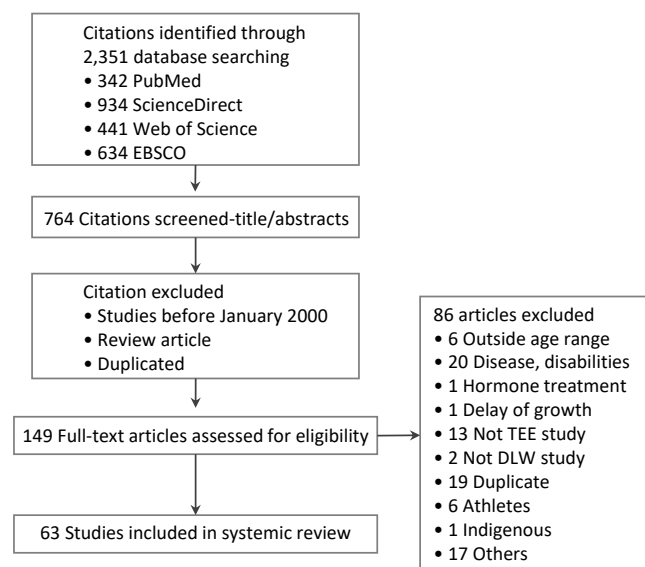 Citations identified through
2,351 database searching
• 342 PubMed
• 934 ScienceDirect
• 441 Web of Science
• 634 EBSCO
764 Citations screened-title/abstracts
Citation excluded
• Studies before January 2000
• Review article
• Duplicated
149 Full-text articles assessed for eligibility
86 articles excluded
• 6 Outside age range
• 20 Disease, disabilities
• 1 Hormone treatment
• 1 Delay of growth
• 13 Not TEE study
• 2 Not DLW study
• 19 Duplicate
• 6 Athletes
• 1 Indigenous
• 17 Others
63 Studies included in systemic review